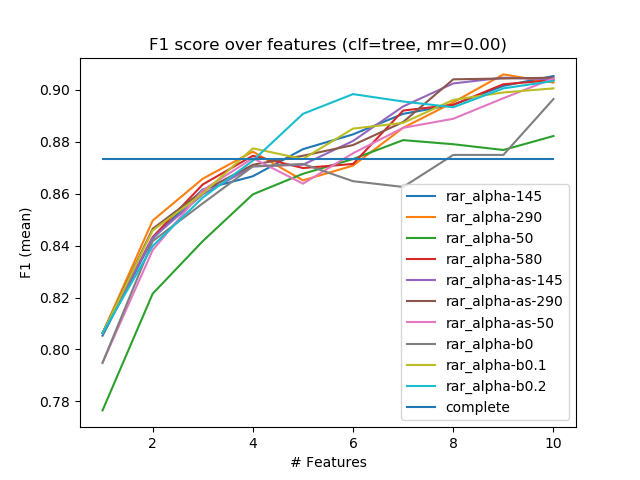 F1 score over features (clf=tree, mr=0.00)
F1 (mean)
0.90
0.88
0.86
0.84
0.82
0.80
0.78
2
4
6
8
10
# Features
rar_alpha-145
rar_alpha-290
rar_alpha-50
rar_alpha-580
rar_alpha-as-145
rar_alpha-as-290
rar_alpha-as-50
rar_alpha-b0
rar_alpha-b0.1
rar_alpha-b0.2
complete